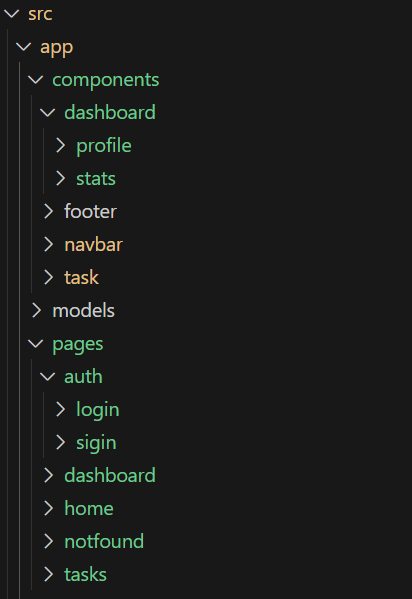 src
app
components
dashboard
profile
stats
footer
navbar
task
models
pages
auth
login
sigin
dashboard
home
notfound
tasks